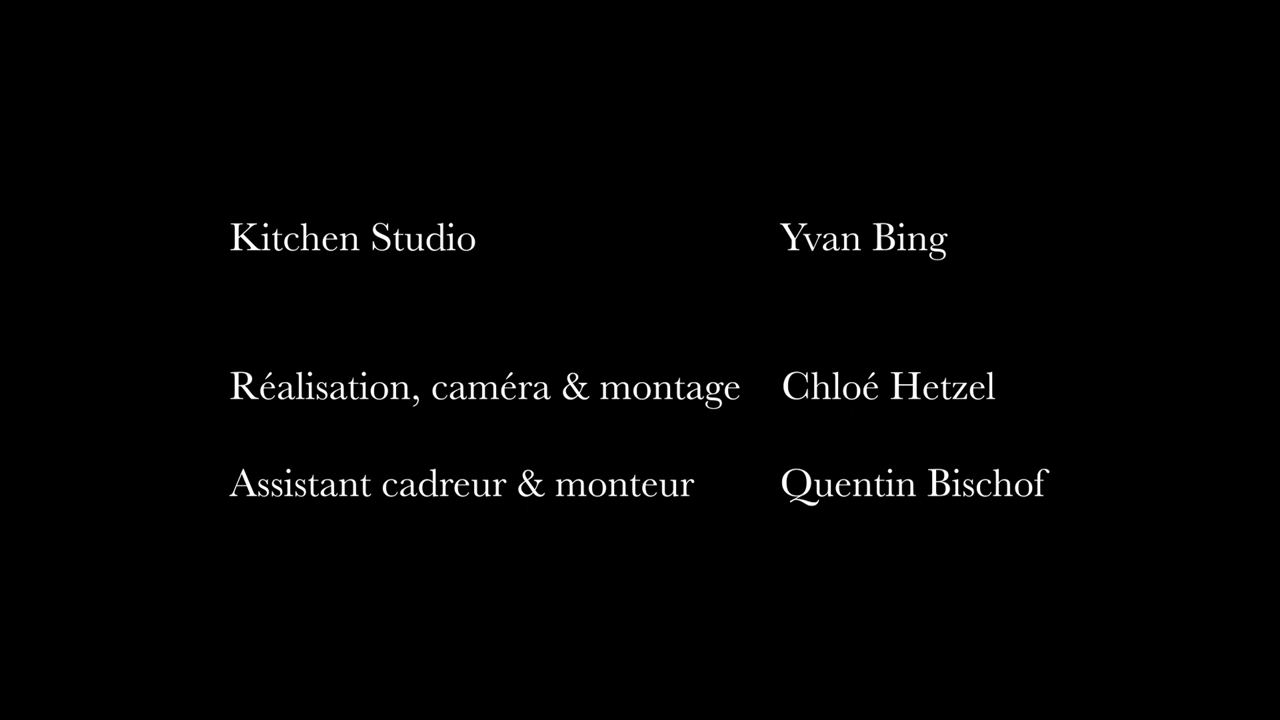 Kitchen Studio Yvan Bing
Réalisation, caméra & montage Chloé Hetzel
Assistant cadreur & monteur Quentin Bischof